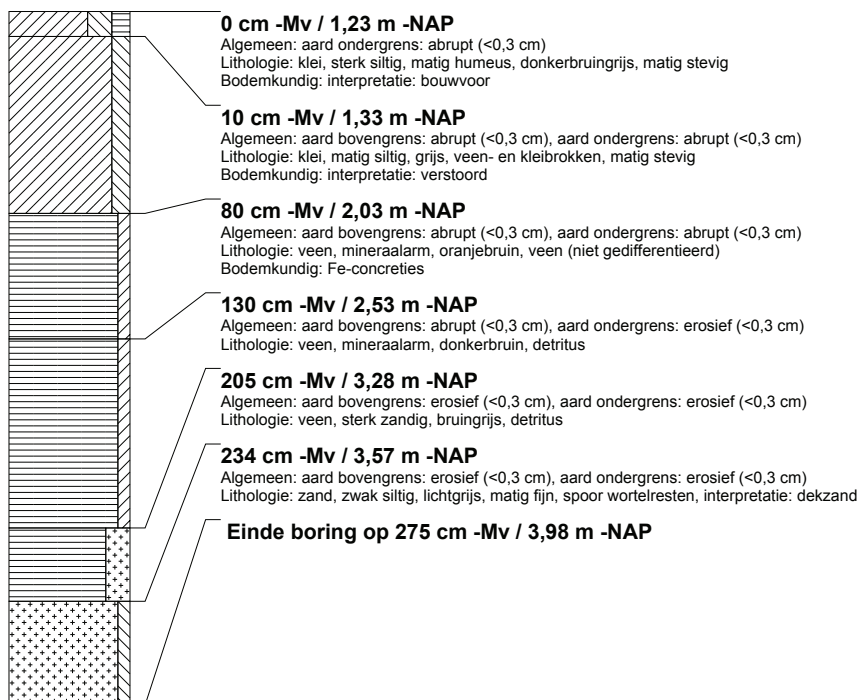 0 cm -Mv / 1,23 m -NAP
Algemeen: aard ondergrens: abrupt (<0,3 cm)
Lithologie: klei, sterk siltig, matig humeus, donkerbruingrijs, matig stevig
Bodemkundig: interpretatie: bouwvoor
10 cm -Mv / 1,33 m -NAP
Algemeen: aard bovengrens: abrupt (<0,3 cm), aard ondergrens: abrupt (<0,3 cm)
Lithologie: klei, matig siltig, grijs, veen- en kleibrokken, matig stevig
Bodemkundig: interpretatie: verstoord
80 cm -Mv / 2,03 m -NAP
Algemeen: aard bovengrens: abrupt (<0,3 cm), aard ondergrens: abrupt (<0,3 cm)
Lithologie: veen, mineraalarm, oranjebruin, veen (niet gedifferentieerd)
Bodemkundig: Fe-concreties
130 cm -Mv / 2,53 m -NAP
Algemeen: aard bovengrens: abrupt (<0,3 cm), aard ondergrens: erosief (<0,3 cm)
Lithologie: veen, mineraalarm, donkerbruin, detritus
205 cm -Mv / 3,28 m -NAP
Algemeen: aard bovengrens: erosief (<0,3 cm), aard ondergrens: erosief (<0,3 cm)
Lithologie: veen, sterk zandig, bruingrijs, detritus
234 cm -Mv / 3,57 m -NAP
Algemeen: aard bovengrens: erosief (<0,3 cm), aard ondergrens: erosief (<0,3 cm)
Lithologie: zand, zwak siltig, lichtgrijs, matig fijn, spoor wortelresten, interpretatie: dekzand
Einde boring op 275 cm -Mv / 3,98 m -NAP